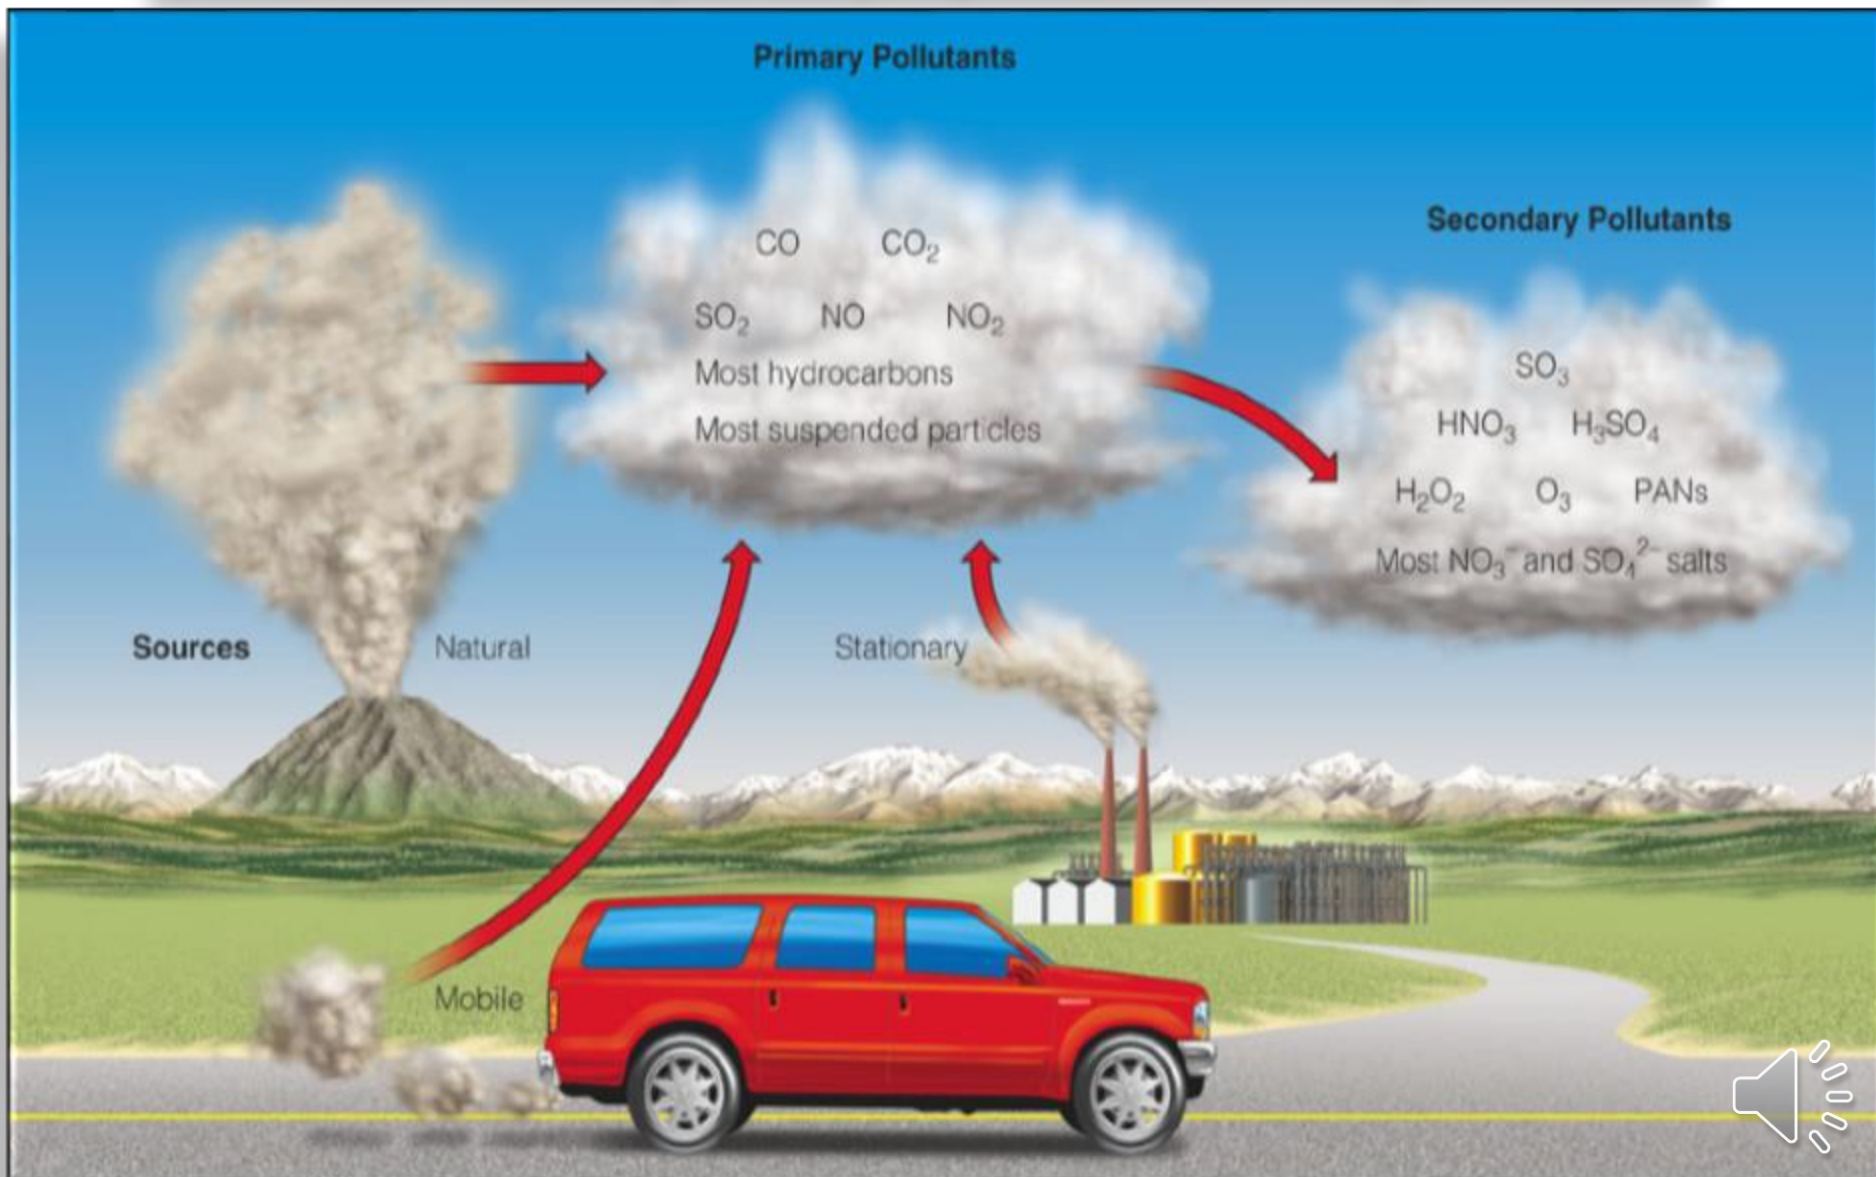 Primary Pollutants
CO CO₂
SO₂ NO NO₂
Most hydrocarbons
Most suspended particles
Secondary Pollutants
SO₃
HNO₃ H₃SO₄
H₂O₂ O₃ PANs
Most NO₃⁻ and SO₄²⁻ salts
Sources
Natural
Stationary
Mobile